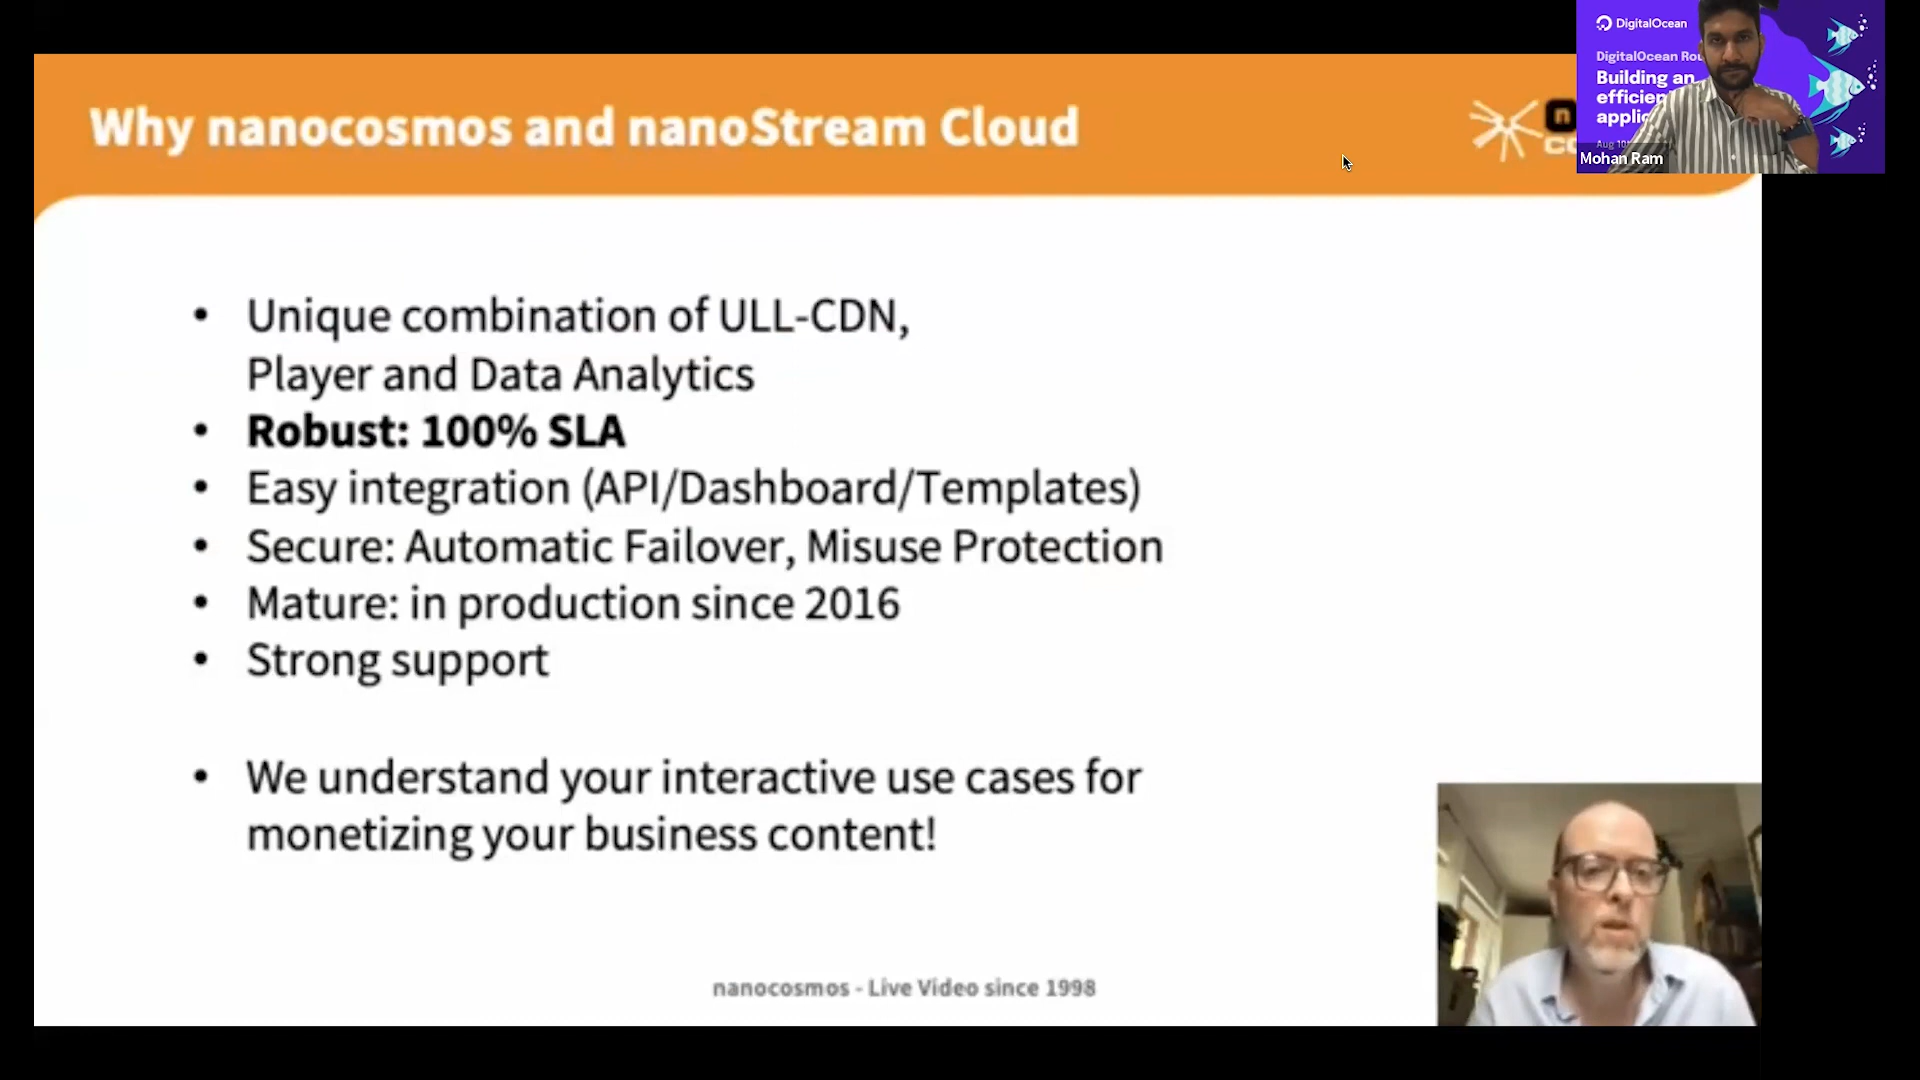 Why nanocosmos and nanoStream Cloud
DigitalOcean
DigitalOcean
Building an
Mohan Ram
• Unique combination of ULL-CDN,
Player and Data Analytics
• Robust: 100% SLA
• Easy integration (API/Dashboard/Templates)
• Secure: Automatic Failover, Misuse Protection
• Mature: in production since 2016
• Strong support
• We understand your interactive use cases for
monetizing your business content!
nanocosmos - Live Video since 1998